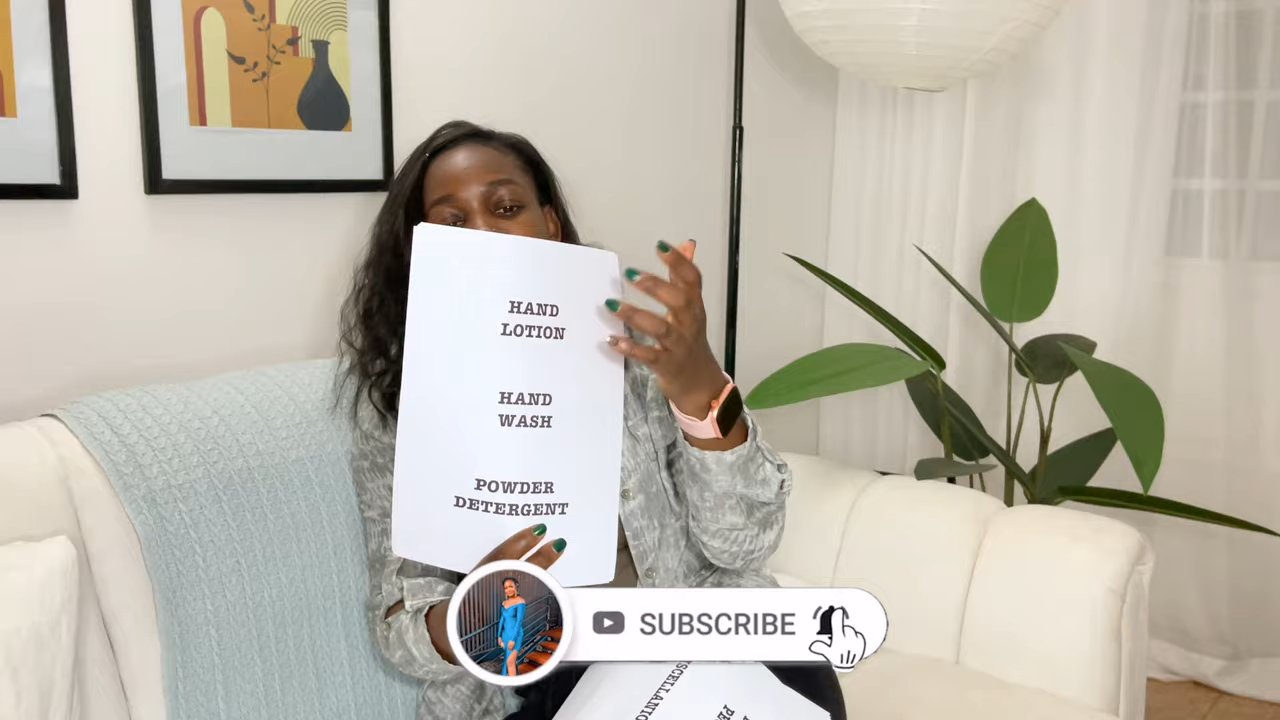 HAND
LOTION
HAND
WASH
POWDER
DETERGENT
SUBSCRIBE